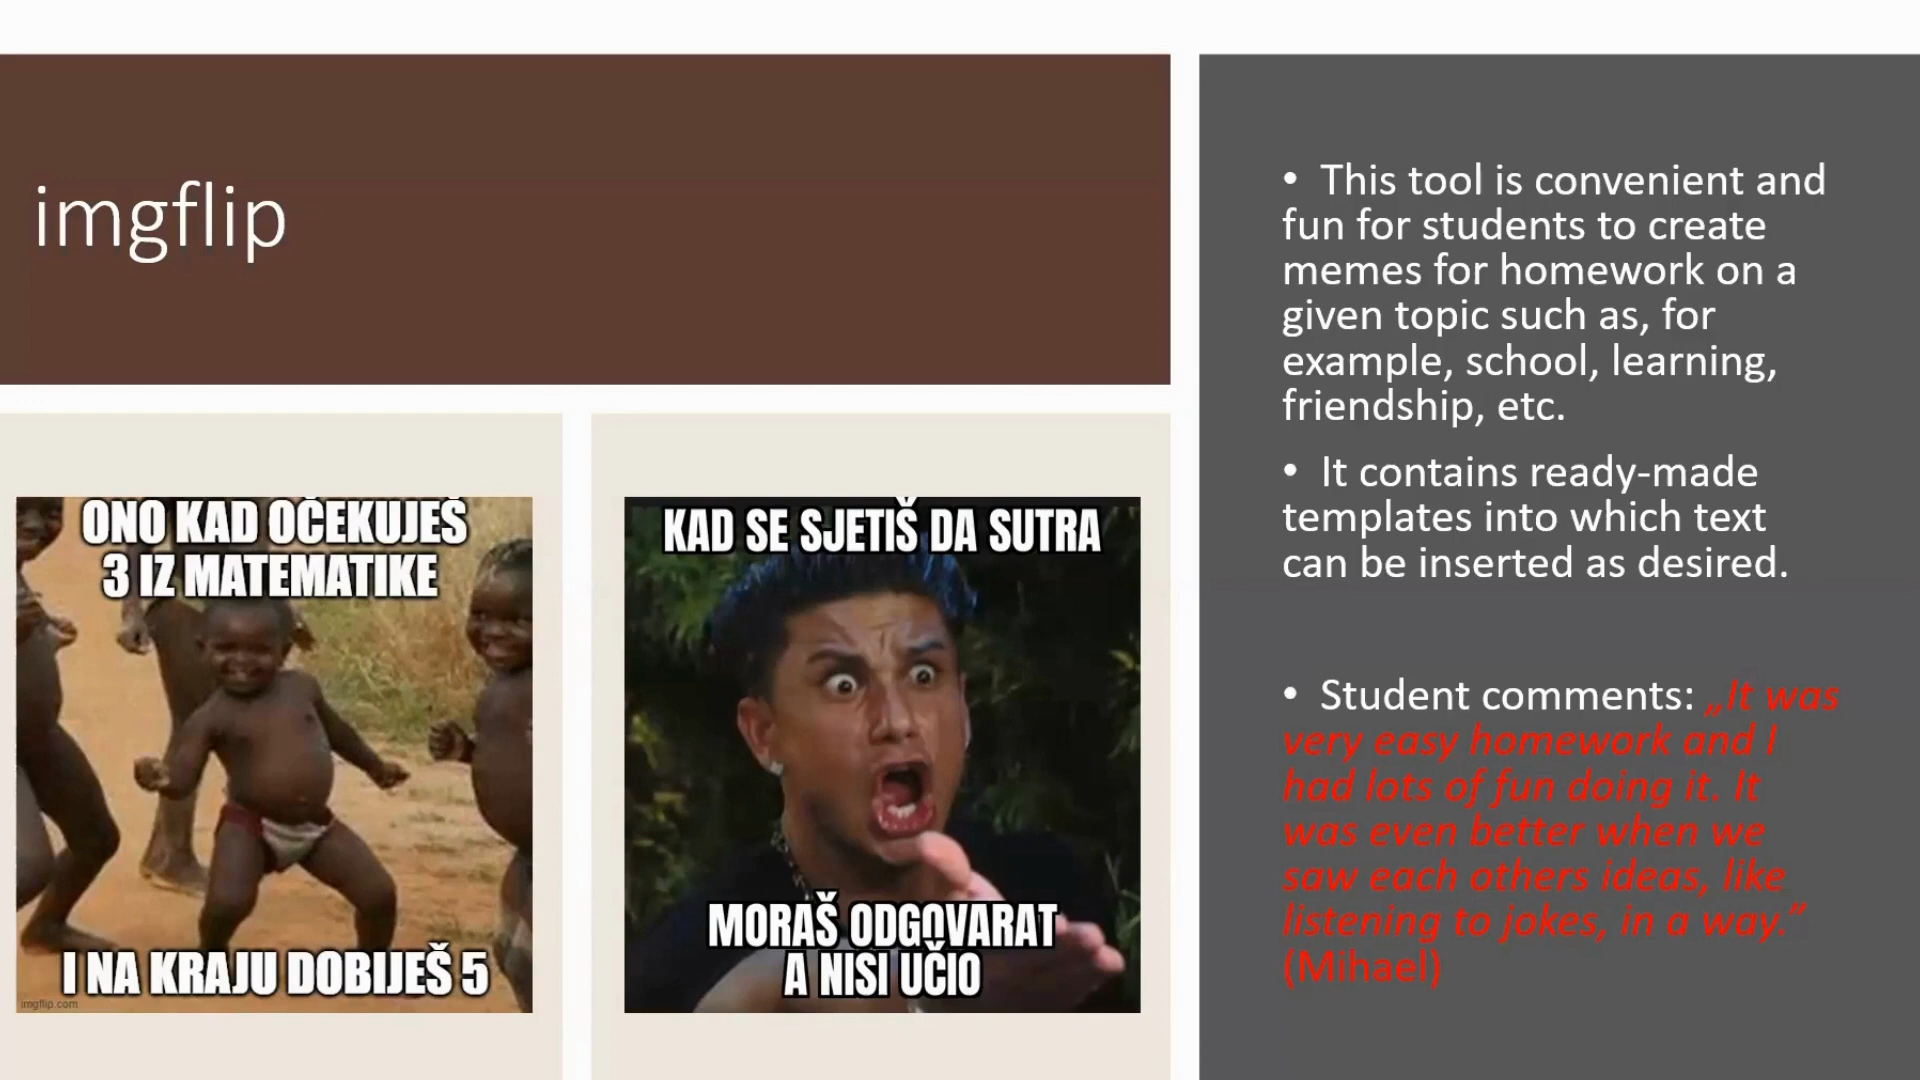 imgflip
ONO KAD OČEKUJEŠ
3 IZ MATEMATIKE
I NA KRAJU DOBIJEŠ 5
imgflip.com
KAD SE SJETIŠ DA SUTRA
MORAŠ ODGOVARAT
A NISI UČIO
• This tool is convenient and
fun for students to create
memes for homework on a
given topic such as, for
example, school, learning,
friendship, etc.
• It contains ready-made
templates into which text
can be inserted as desired.
• Student comments: „It was
very easy homework and I
had lots of fun doing it. It
was even better when we
saw each others ideas, like
listening to jokes, in a way.”
(Mihael)